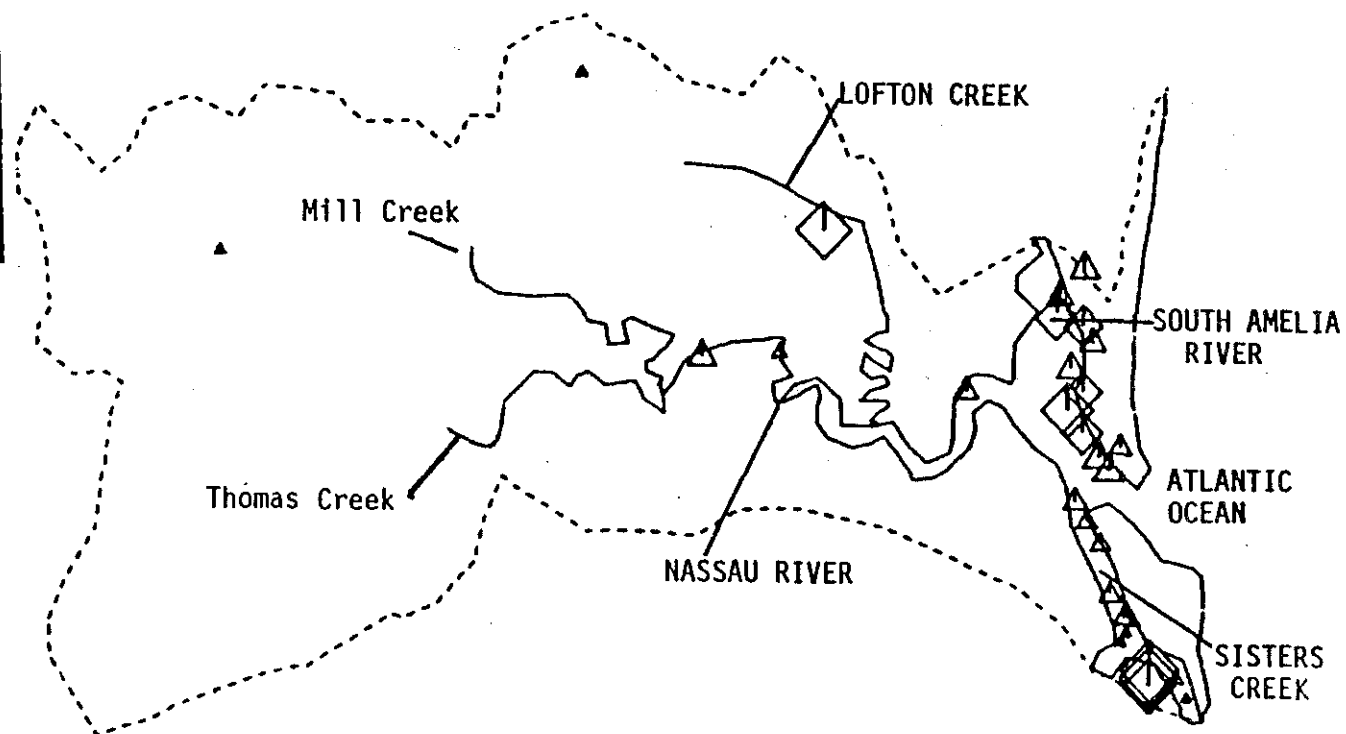 LOFTON CREEK
Mill Creek
SOUTH AMELIA
RIVER
Thomas Creek
ATLANTIC
OCEAN
NASSAU RIVER
SISTERS
CREEK